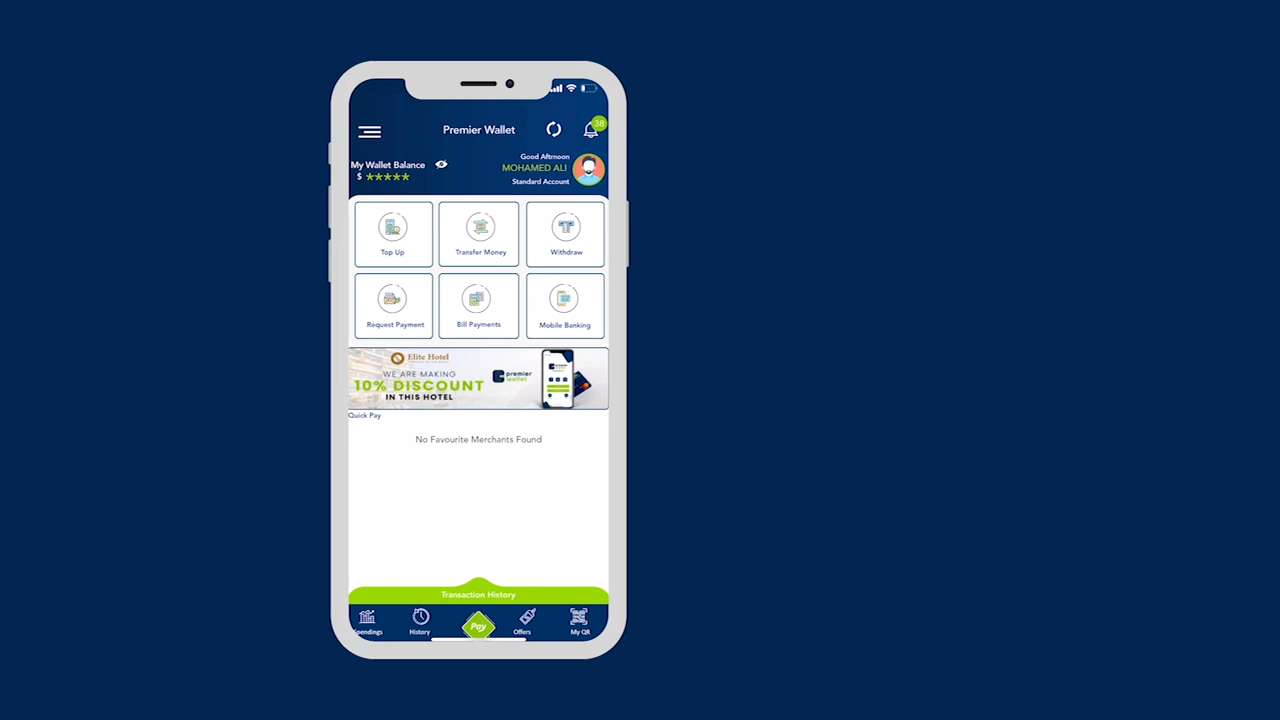 Premier Wallet
38
My Wallet Balance
$ ★★★★★
Good Aftrnoon
MOHAMED ALI
Standard Account
Top Up
Transfer Money
Withdraw
Request Payment
Bill Payments
Mobile Banking
Elite Hotel
WE ARE MAKING
10% DISCOUNT
IN THIS HOTEL
premier
wallet
Quick Pay
No Favourite Merchants Found
Transaction History
Spendings
History
Pay
Offers
My QR